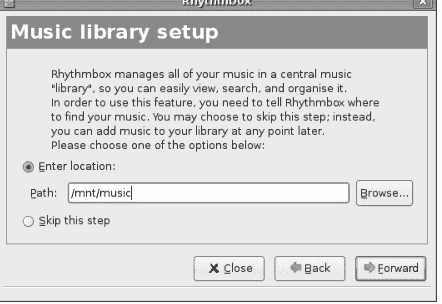 Rhythmbox
Music library setup
Rhythmbox manages all of your music in a central music
"library", so you can easily view, search, and organise it.
In order to use this feature, you need to tell Rhythmbox where
to find your music. You may choose to skip this step; instead,
you can add music to your library at any point later.
Please choose one of the options below:
Enter location:
Path: /mnt/music Browse...
Skip this step
Close Back Forward